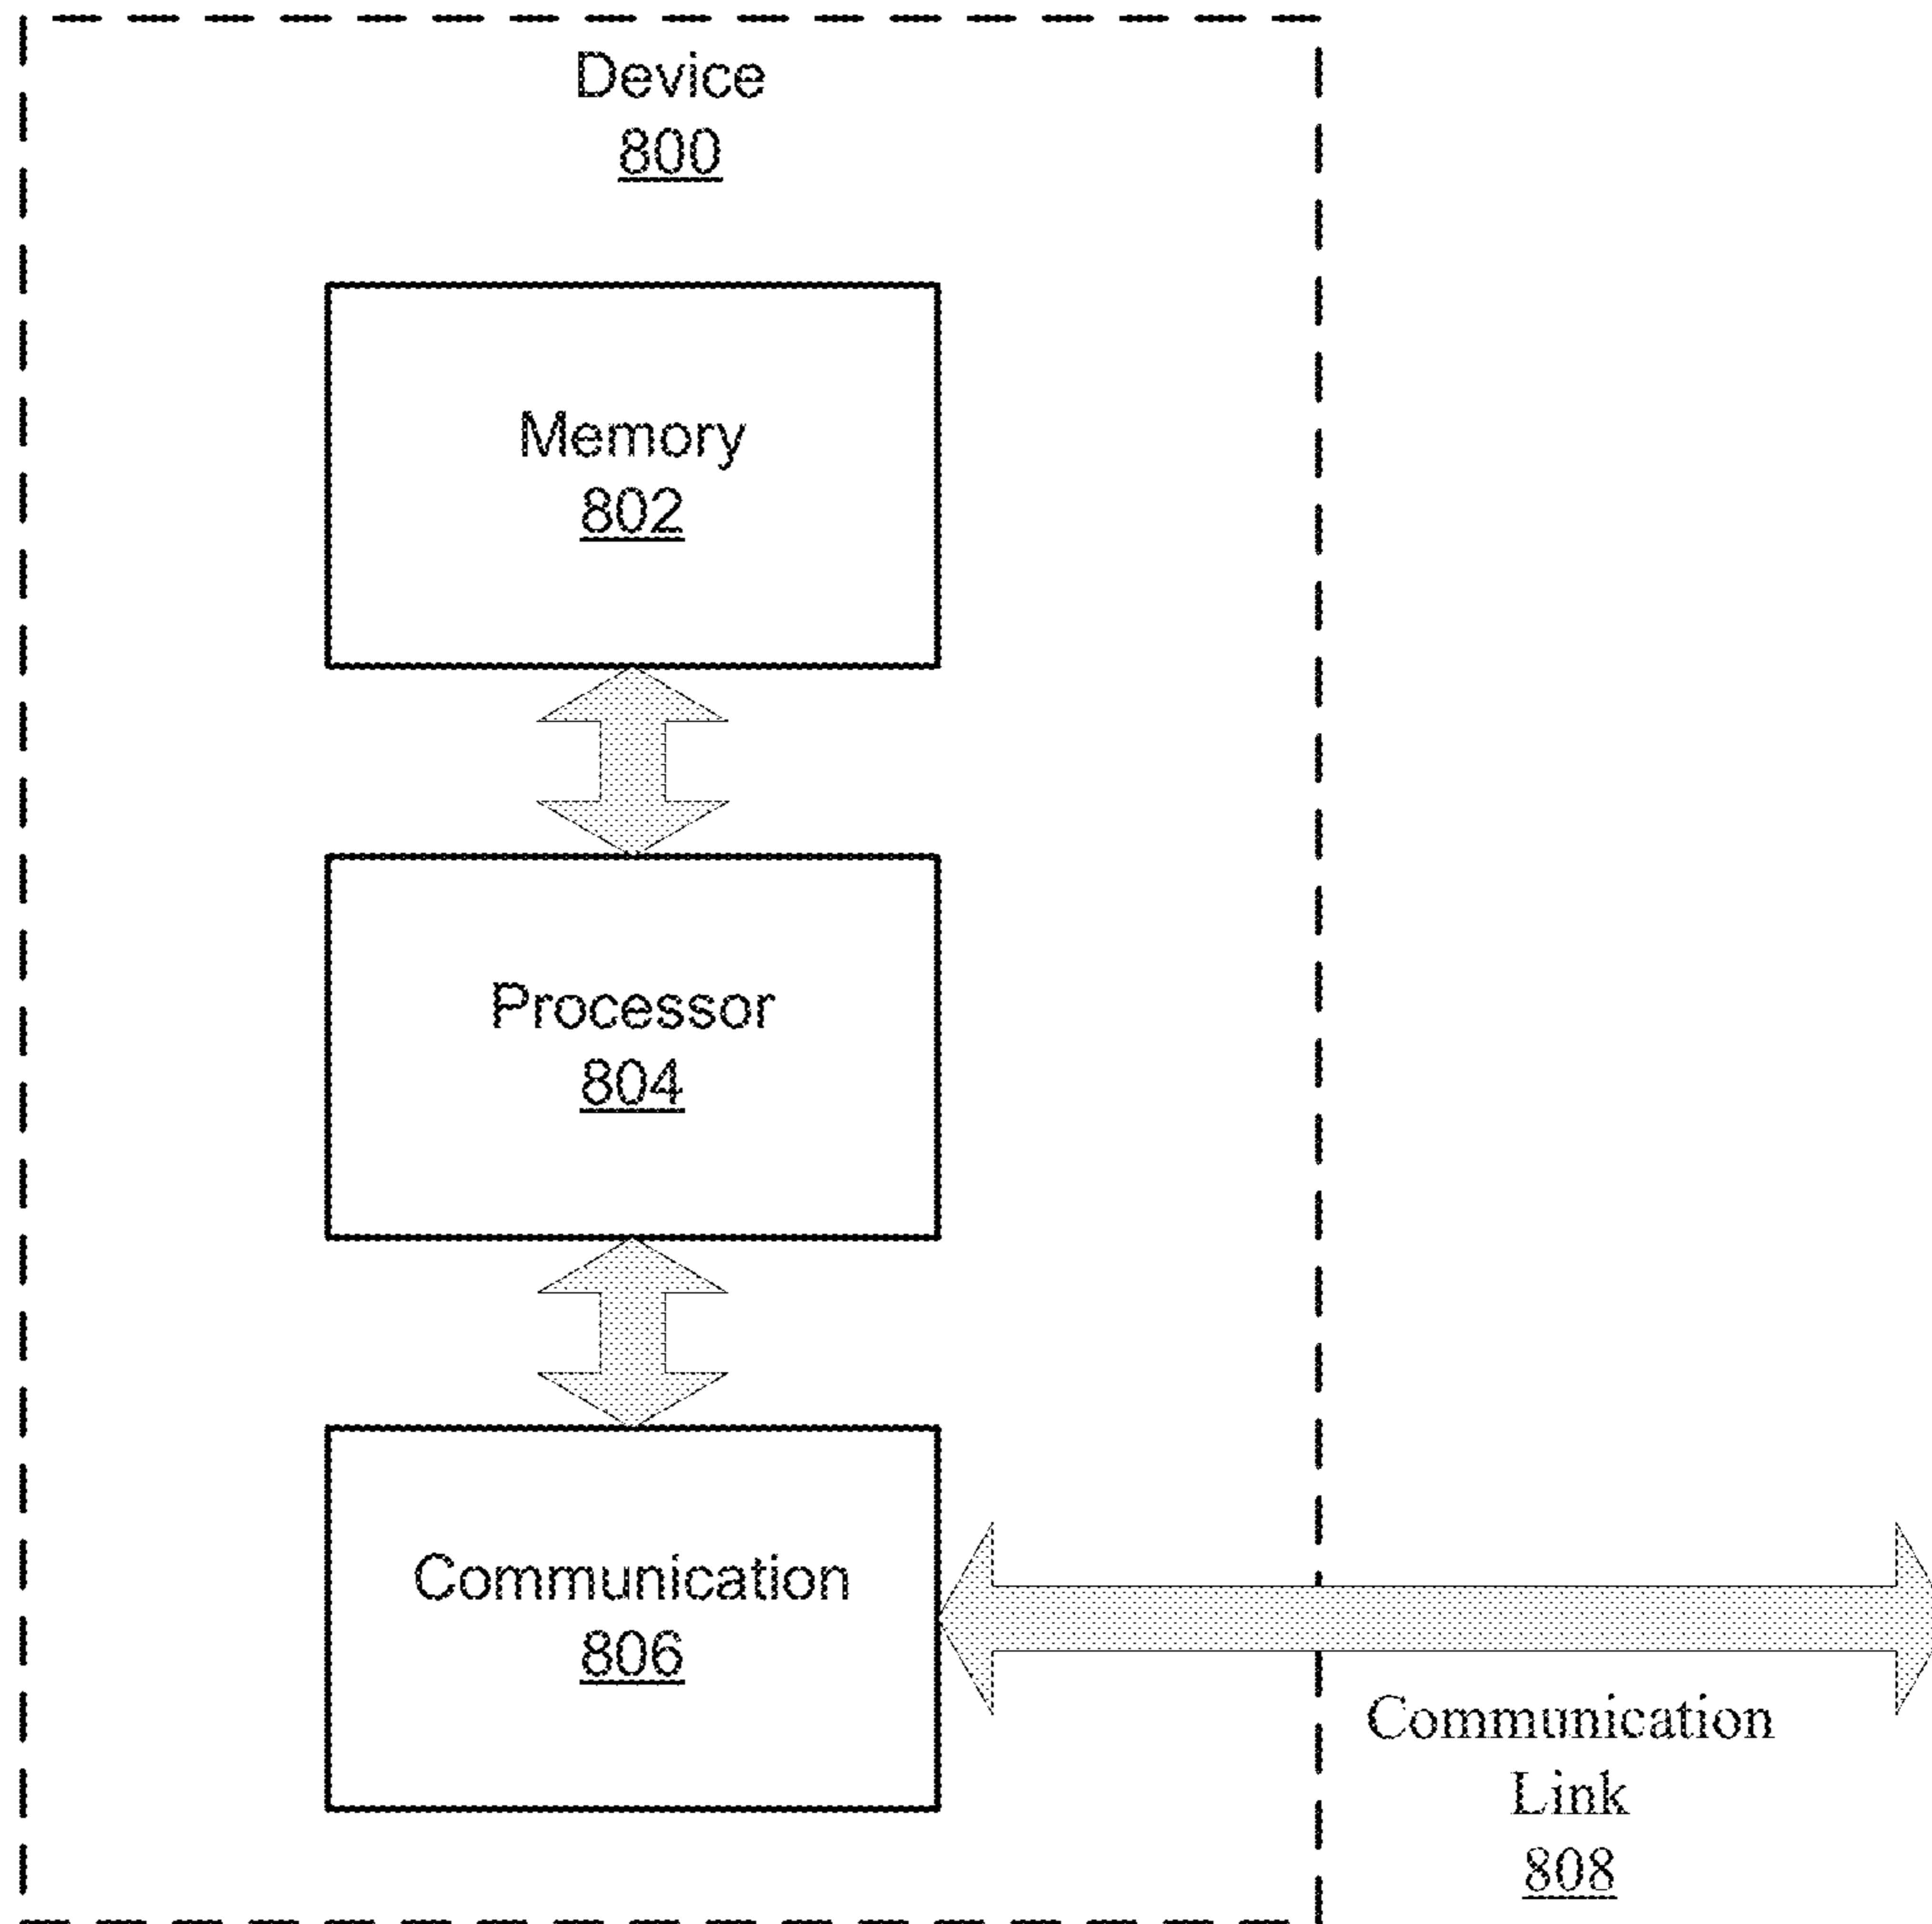 Device
800
Memory
802
Processor
804
Communication
806
Communication
Link
808